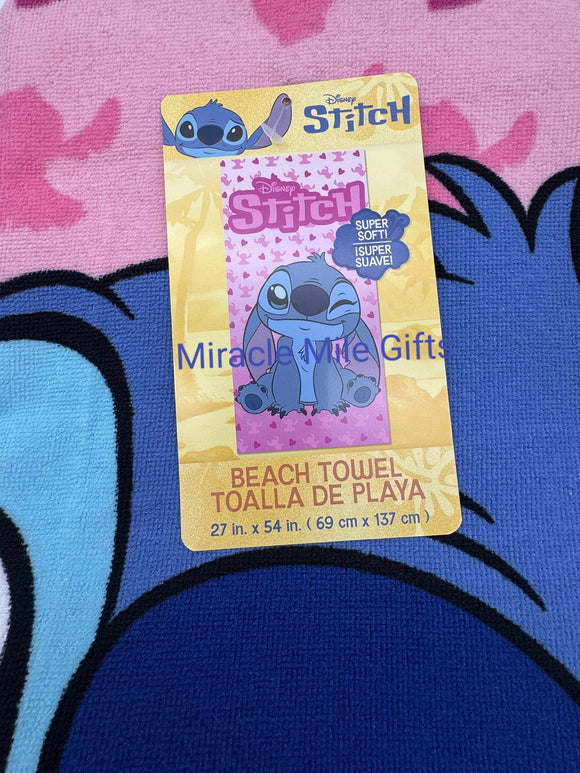 Disney
Stitch
Disney
Stitch
SUPER
SOFT!
¡SUPER
SUAVE!
Miracle Mile Gifts
BEACH TOWEL
TOALLA DE PLAYA
27 in. x 54 in. ( 69 cm x 137 cm )